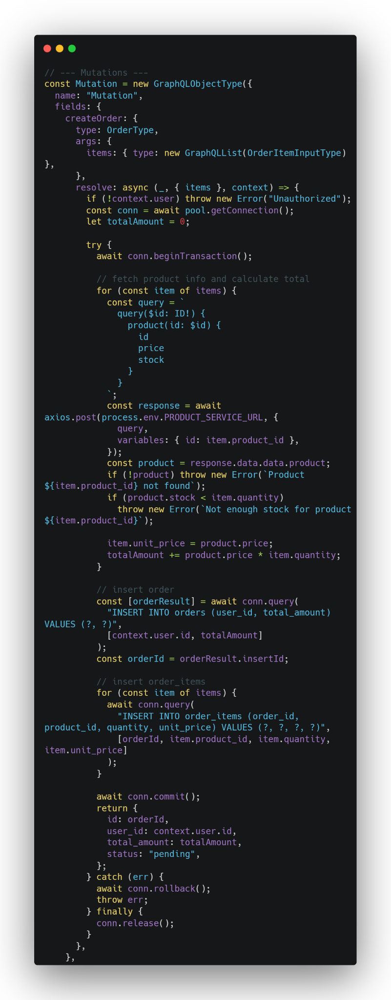 // --- Mutations ---
const Mutation = new GraphQLObjectType({
  name: "Mutation",
  fields: {
    createOrder: {
      type: OrderType,
      args: {
        items: { type: new GraphQLList(OrderItemInputType)
},
      },
      resolve: async (_, { items }, context) => {
        if (!context.user) throw new Error("Unauthorized");
        const conn = await pool.getConnection();
        let totalAmount = 0;

        try {
          await conn.beginTransaction();

          // fetch product info and calculate total
          for (const item of items) {
            const query = `
              query($id: ID!) {
                product(id: $id) {
                  id
                  price
                  stock
                }
              }
            `;
            const response = await
axios.post(process.env.PRODUCT_SERVICE_URL, {
              query,
              variables: { id: item.product_id },
            });
            const product = response.data.data.product;
            if (!product) throw new Error(`Product
${item.product_id} not found`);
            if (product.stock < item.quantity)
              throw new Error(`Not enough stock for product
${item.product_id}`);

            item.unit_price = product.price;
            totalAmount += product.price * item.quantity;
          }

          // insert order
          const [orderResult] = await conn.query(
            "INSERT INTO orders (user_id, total_amount)
VALUES (?, ?)",
            [context.user.id, totalAmount]
          );
          const orderId = orderResult.insertId;

          // insert order_items
          for (const item of items) {
            await conn.query(
              "INSERT INTO order_items (order_id,
product_id, quantity, unit_price) VALUES (?, ?, ?, ?)",
              [orderId, item.product_id, item.quantity,
item.unit_price]
            );
          }

          await conn.commit();
          return {
            id: orderId,
            user_id: context.user.id,
            total_amount: totalAmount,
            status: "pending",
          };
        } catch (err) {
          await conn.rollback();
          throw err;
        } finally {
          conn.release();
        }
      },
    },